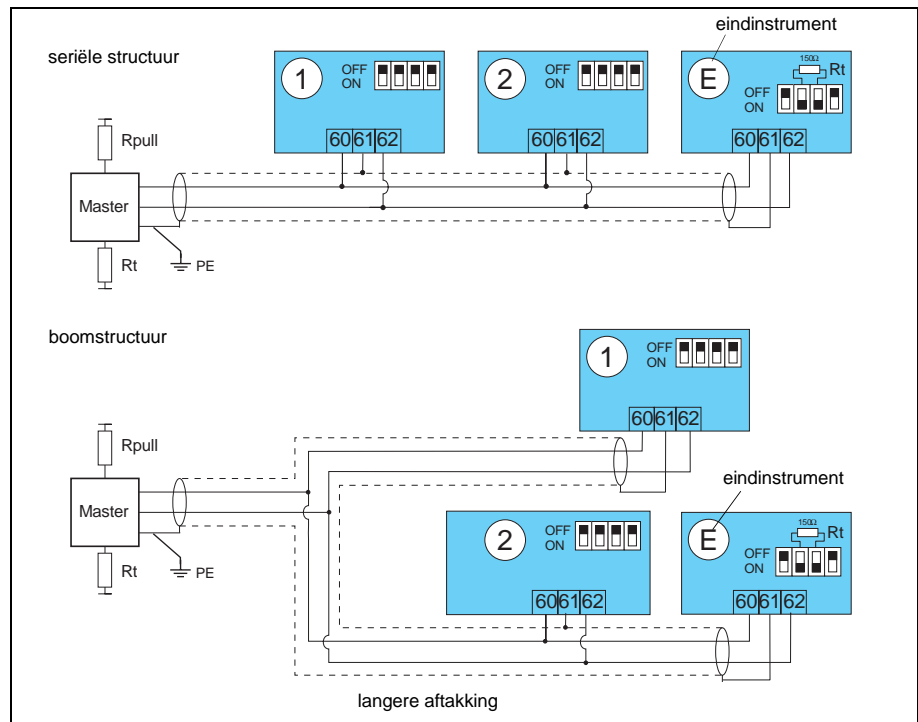 eindinstrument
seriële structuur
1
OFF
ON
60 61 62
2
OFF
ON
60 61 62
E
150Ω
Rt
OFF
ON
60 61 62
Rpull
Master
Rt
PE
boomstructuur
1
OFF
ON
60 61 62
Rpull
Master
Rt
PE
eindinstrument
2
OFF
ON
60 61 62
E
150Ω
Rt
OFF
ON
60 61 62
langere aftakking